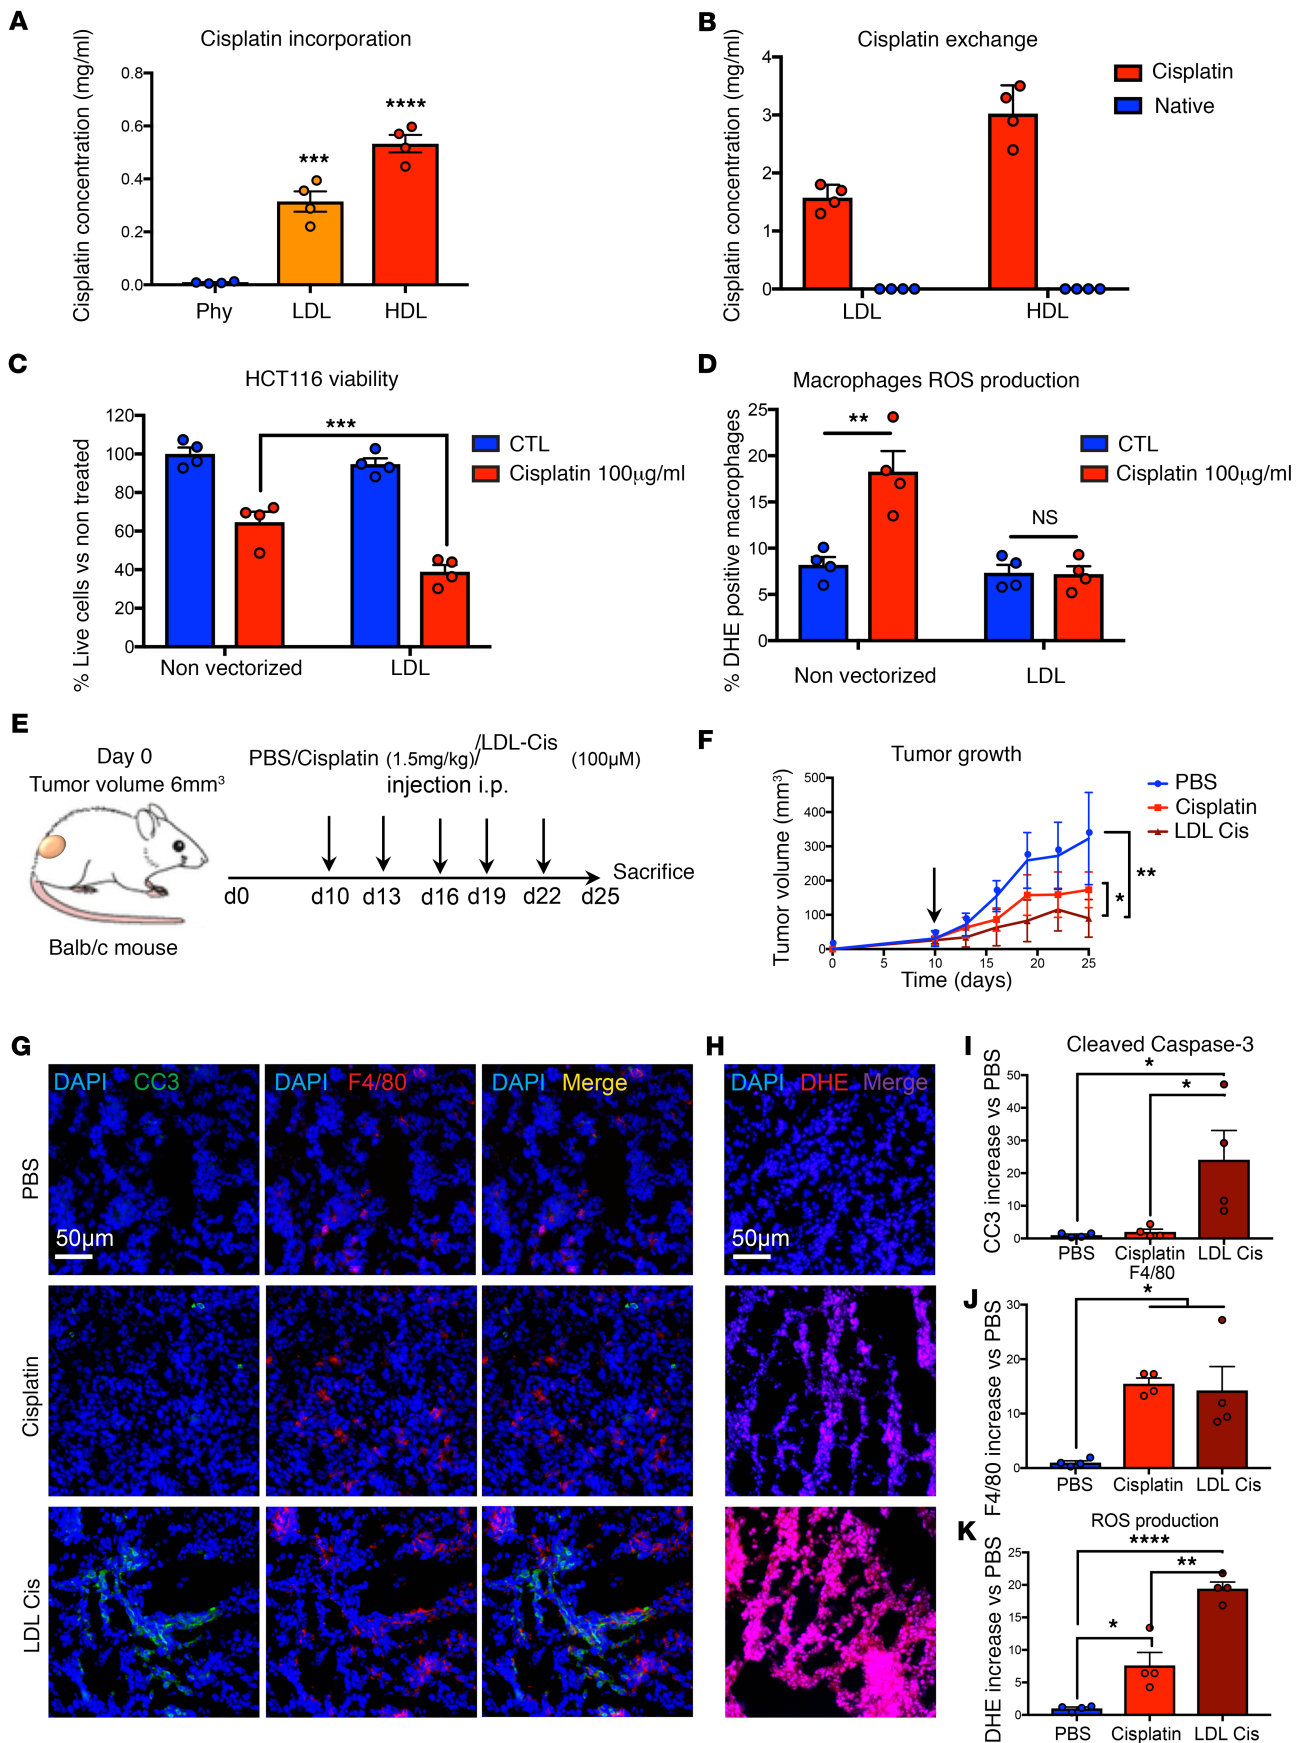 A
Cisplatin incorporation
Cisplatin concentration (mg/ml)
0.8
0.6
0.4
0.2
0.0
***
****
Phy
LDL
HDL
B
Cisplatin exchange
Cisplatin concentration (mg/ml)
4
3
2
1
0
LDL
HDL
Cisplatin
Native
C
HCT116 viability
% Live cells vs non treated
120
100
80
60
40
20
0
***
Non vectorized
LDL
CTL
Cisplatin 100µg/ml
D
Macrophages ROS production
% DHE positive macrophages
25
20
15
10
5
0
**
NS
Non vectorized
LDL
CTL
Cisplatin 100µg/ml
E
Day 0
Tumor volume 6mm³
PBS/Cisplatin (1.5mg/kg)/LDL-Cis (100µM)
injection i.p.
d0
d10
d13
d16
d19
d22
d25
Sacrifice
Balb/c mouse
F
Tumor growth
Tumor volume (mm³)
500
400
300
200
100
0
0
5
10
15
20
25
Time (days)
PBS
Cisplatin
LDL Cis
*
**
G
DAPI CC3
DAPI F4/80
DAPI Merge
PBS
50µm
Cisplatin
LDL Cis
H
DAPI DHE Merge
50µm
I
Cleaved Caspase-3
CC3 increase vs PBS
50
40
30
20
10
0
*
*
PBS
Cisplatin
LDL Cis
J
F4/80
F4/80 increase vs PBS
30
20
10
0
*
PBS
Cisplatin
LDL Cis
K
ROS production
DHE increase vs PBS
25
20
15
10
5
0
****
**
*
PBS
Cisplatin
LDL Cis